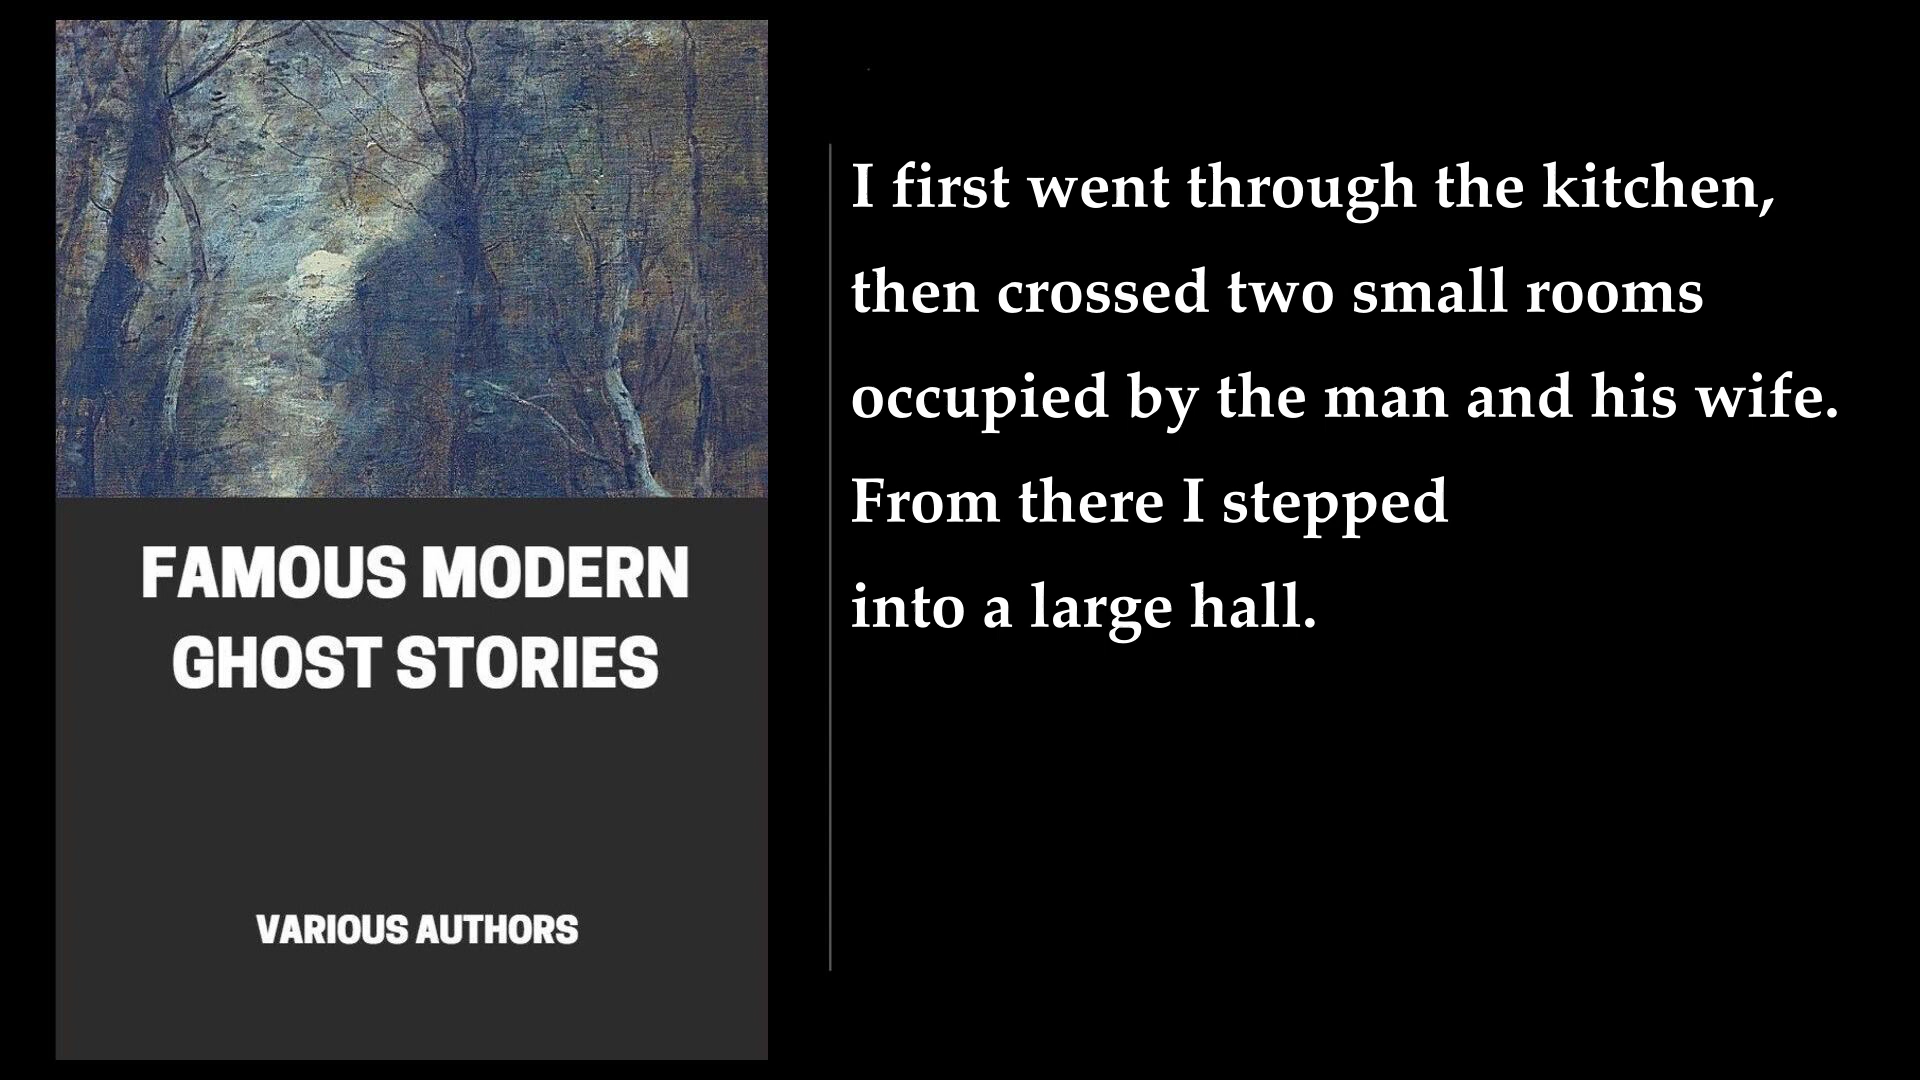 FAMOUS MODERN
GHOST STORIES
VARIOUS AUTHORS
I first went through the kitchen,
then crossed two small rooms
occupied by the man and his wife.
From there I stepped
into a large hall.